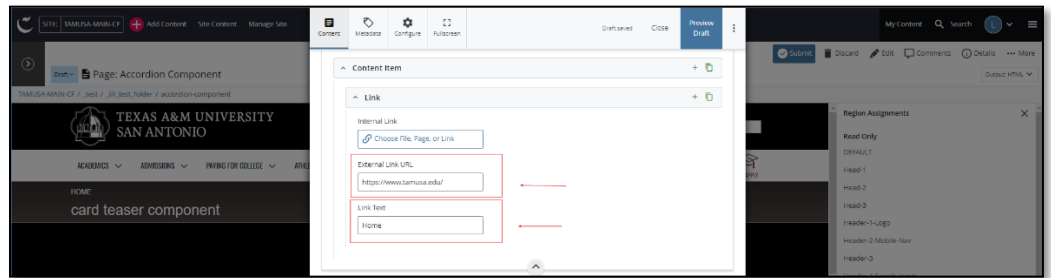 SITE: TAMUSA-MAIN-CF Add Content Site Content Manage Site
My Content Search L
Content Metadata Configure Fullscreen
Draft saved Close Preview Draft
Submit Discard Edit Comments Details More
Draft Page: Accordion Component
Output: HTML
TAMUSA-MAIN-CF / _test / / accordion-component
TEXAS A&M UNIVERSITY
SAN ANTONIO
ACADEMICS ADMISSIONS PAYING FOR COLLEGE
HOME
card teaser component
Content Item
Link
Internal Link
Choose File, Page, or Link
External Link URL
https://www.tamusa.edu/
Link Text
Home
Region Assignments
Read Only
DEFAULT
Head-1
Head-2
Head-3
Header-1-Logo
Header-2-Mobile-Nav
Header-3